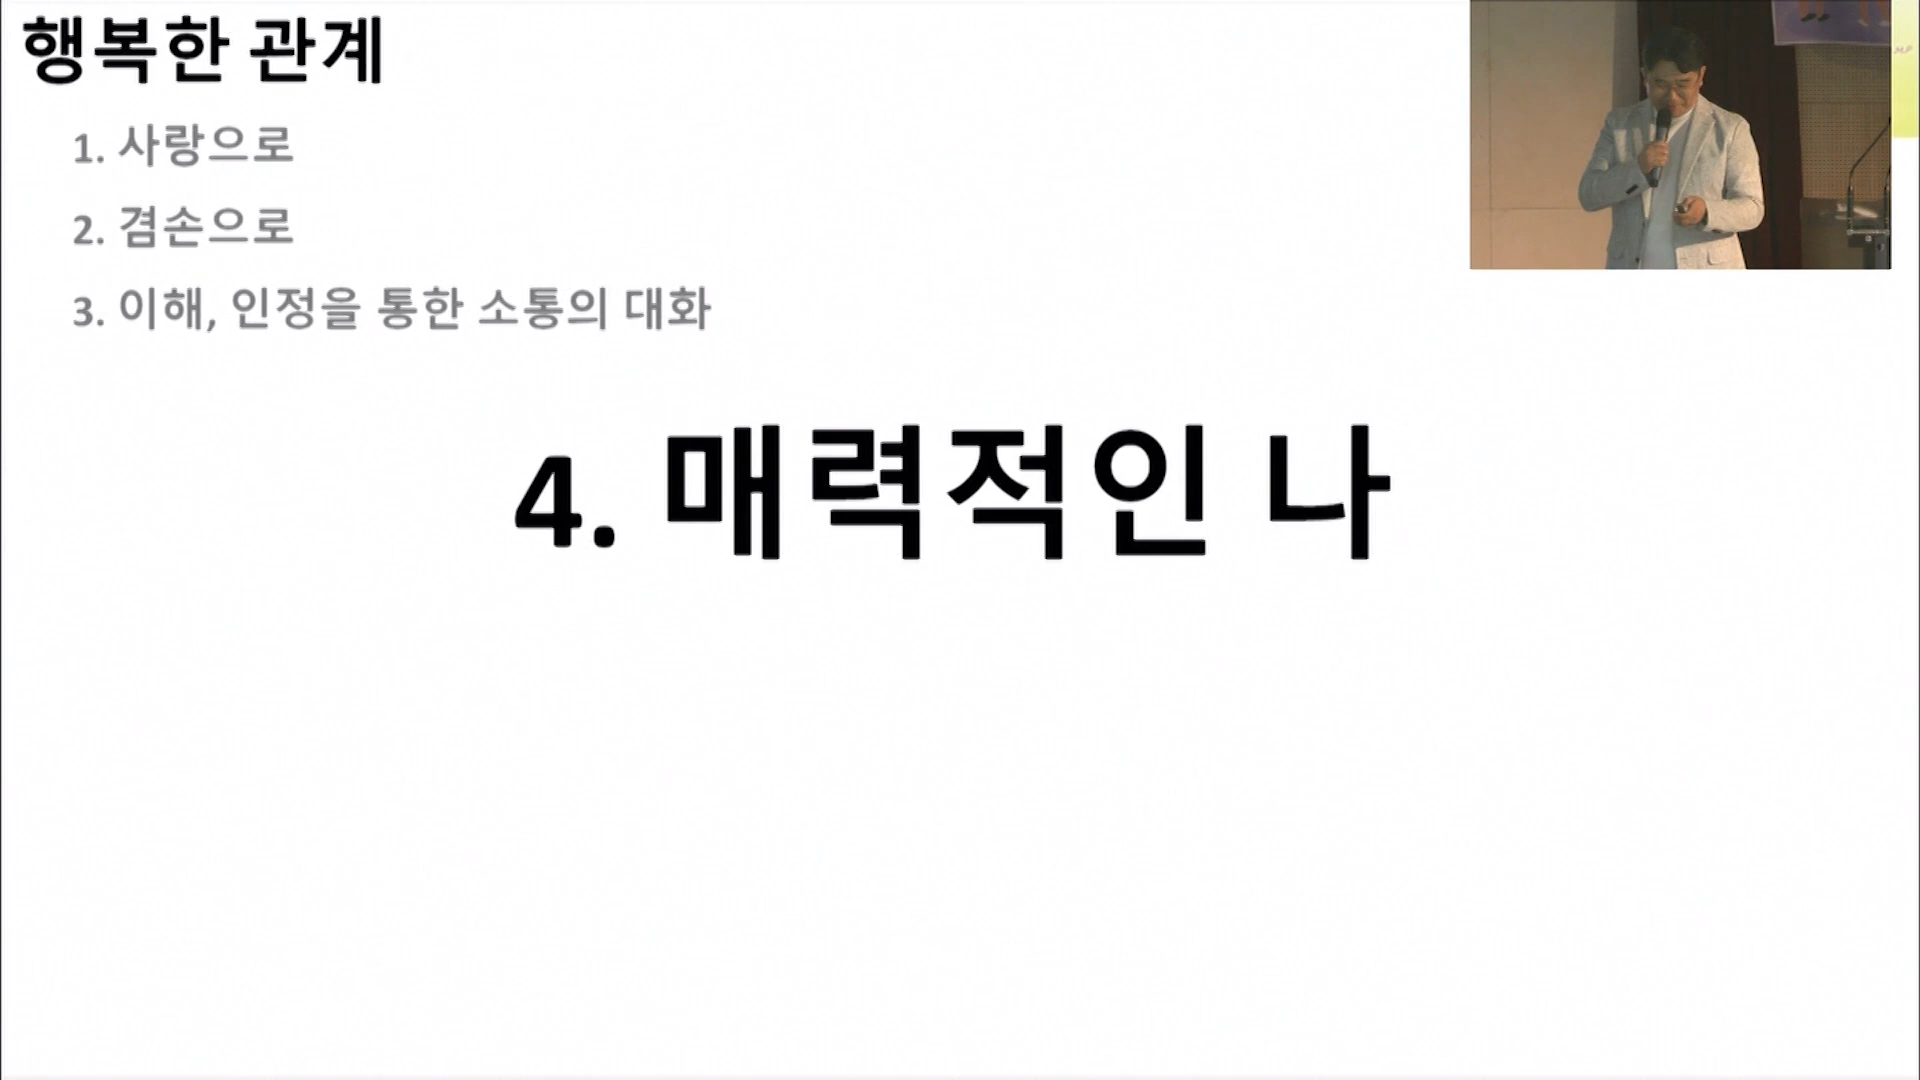 행복한 관계
1. 사랑으로
2. 겸손으로
3. 이해, 인정을 통한 소통의 대화
4. 매력적인 나